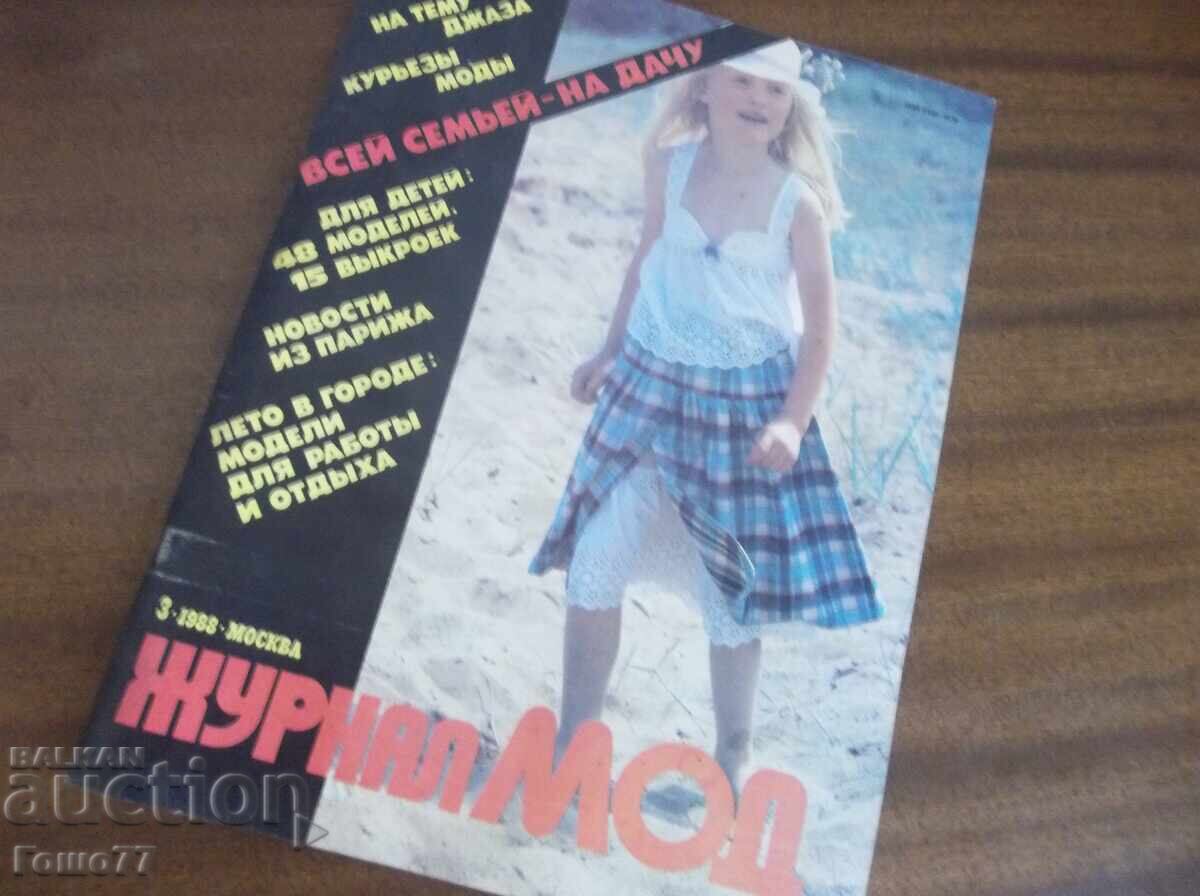 НА ТЕМУ
ДЖАЗА
КУРЬЕЗЫ
МОДЫ
ВСЕЙ СЕМЬЕЙ - НА ДАЧУ
ДЛЯ ДЕТЕЙ:
48 МОДЕЛЕЙ,
15 ВЫКРОЕК
НОВОСТИ
ИЗ ПАРИЖА
ЛЕТО В ГОРОДЕ:
МОДЕЛИ
ДЛЯ РАБОТЫ
И ОТДЫХА
3·1988·МОСКВА
ЖУРНАЛ МОД
BALKAN
auction
Гошо77